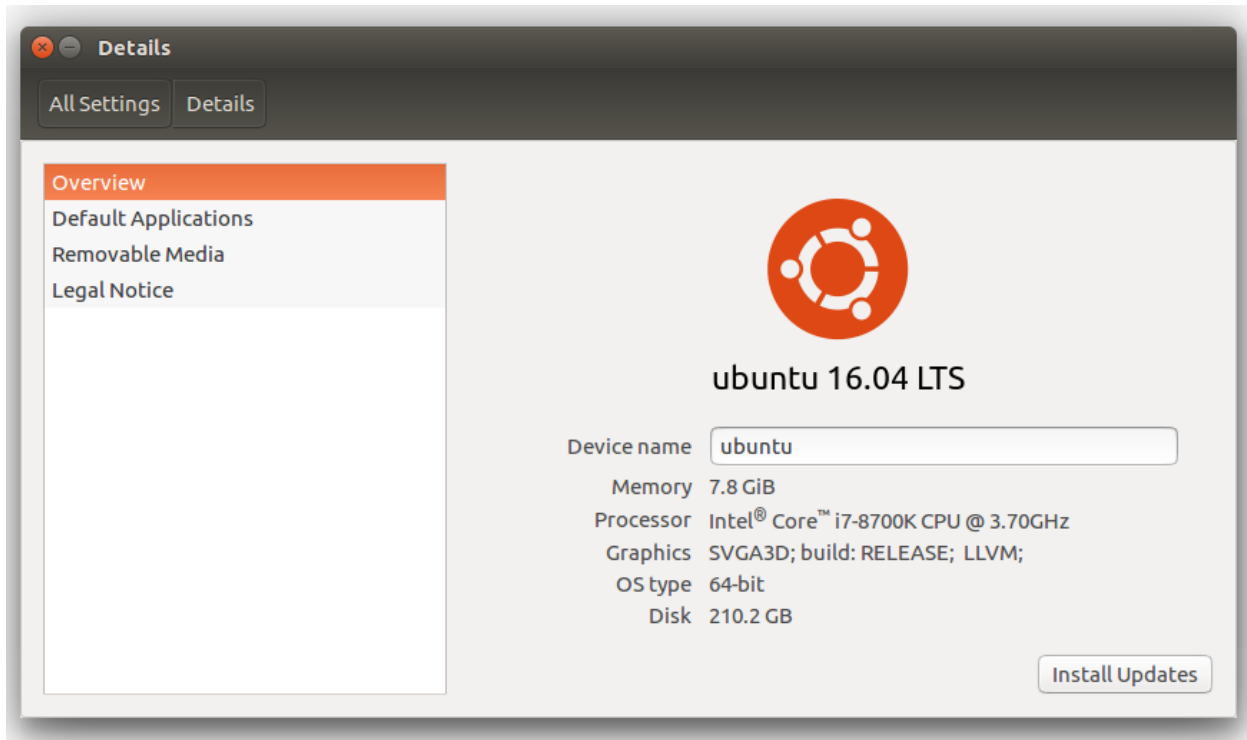 Details
All Settings Details
Overview
Default Applications
Removable Media
Legal Notice
ubuntu 16.04 LTS
Device name ubuntu
Memory 7.8 GiB
Processor Intel® Core™ i7-8700K CPU @ 3.70GHz
Graphics SVGA3D; build: RELEASE;  LLVM;
OS type 64-bit
Disk 210.2 GB
Install Updates